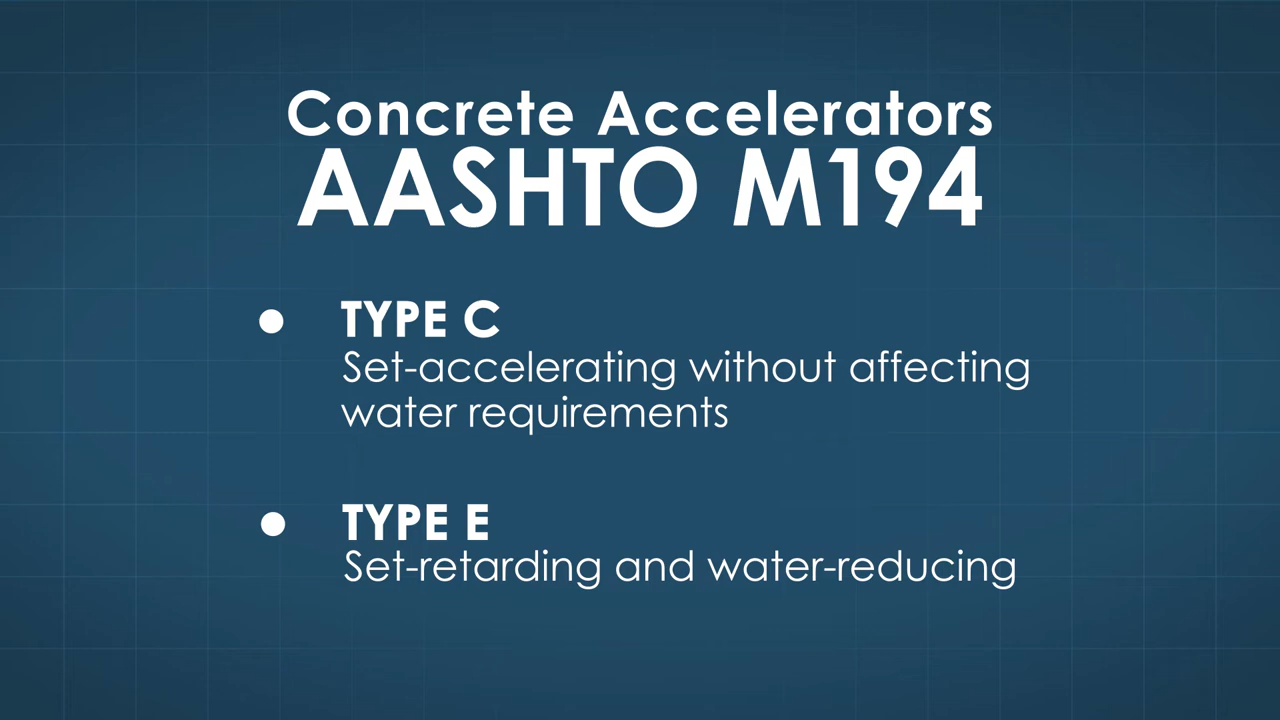 Concrete Accelerators
AASHTO M194
● TYPE C
Set-accelerating without affecting
water requirements
● TYPE E
Set-retarding and water-reducing